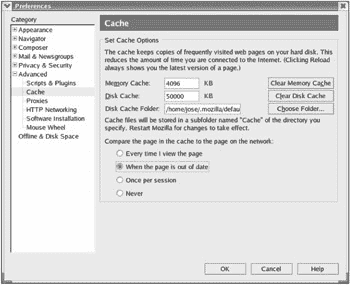 Preferences
Category
Appearance
Navigator
Composer
Mail & Newsgroups
Privacy & Security
Advanced
Scripts & Plugins
Cache
Proxies
HTTP Networking
Software Installation
Mouse Wheel
Offline & Disk Space
Cache
Set Cache Options
The cache keeps copies of frequently visited web pages on your hard disk. This
reduces the amount of time you are connected to the Internet. (Clicking Reload
always shows you the latest version of a page.)
Memory Cache: 4096 KB Clear Memory Cache
Disk Cache: 50000 KB Clear Disk Cache
Disk Cache Folder: /home/jose/.mozilla/defau Choose Folder...
Cache files will be stored in a subfolder named "Cache" of the directory you
specify. Restart Mozilla for changes to take effect.
Compare the page in the cache to the page on the network:
Every time I view the page
When the page is out of date
Once per session
Never
OK Cancel Help